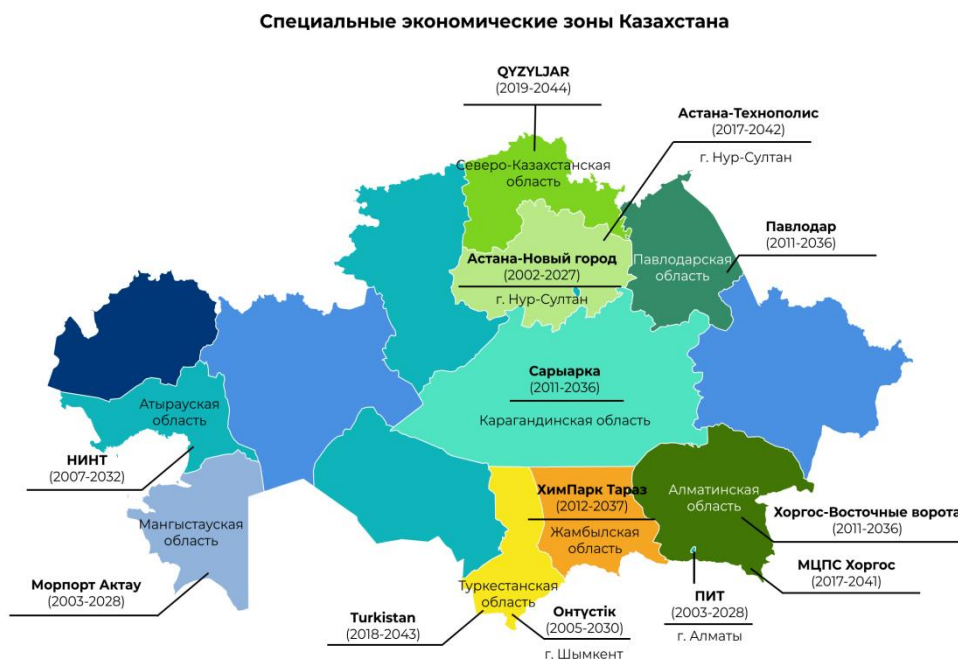 Специальные экономические зоны Казахстана
QYZYLJAR
(2019-2044)
Астана-Технополис
(2017-2042)
г. Нур-Султан
Северо-Казахстанская
область
Павлодар
(2011-2036)
Астана-Новый город
(2002-2027)
г. Нур-Султан
Павлодарская
область
Сарыарка
(2011-2036)
Карагандинская область
Атырауская
область
НИНТ
(2007-2032)
ХимПарк Тараз
(2012-2037)
Жамбылская
область
Алматинская
область
Хоргос-Восточные ворота
(2011-2036)
Мангыстауская
область
МЦПС Хоргос
(2017-2041)
Морпорт Актау
(2003-2028)
Туркестанская
область
ПИТ
(2003-2028)
г. Алматы
Turkistan
(2018-2043)
Онтүстік
(2005-2030)
г. Шымкент